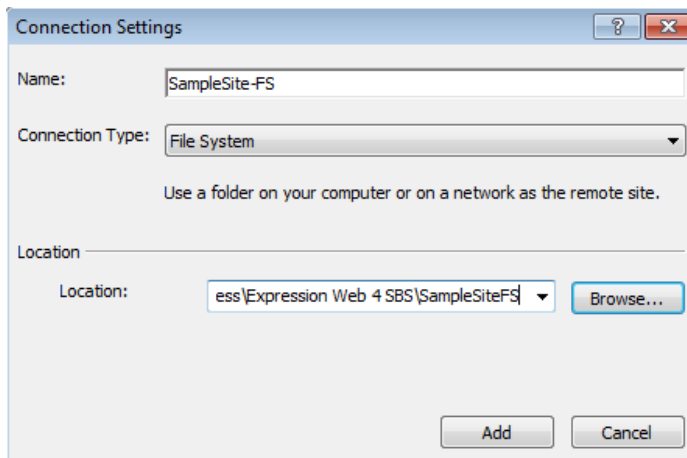 Connection Settings
?
Name: SampleSite-FS
Connection Type: File System
Use a folder on your computer or on a network as the remote site.
Location
Location: ess\Expression Web 4 SBS\SampleSiteFS Browse...
Add Cancel